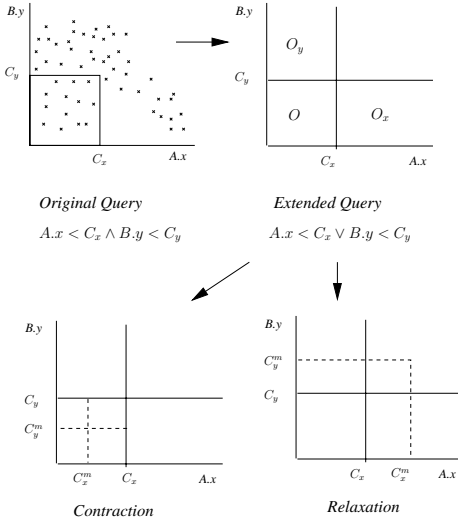 B.y
C_y
C_x
A.x
B.y
O_y
C_y
O
O_x
C_x
A.x
Original Query
A.x < C_x ∧ B.y < C_y
Extended Query
A.x < C_x ∨ B.y < C_y
B.y
C_y
C_y^m
C_x^m
C_x
A.x
Contraction
B.y
C_y^m
C_y
C_x
C_x^m
A.x
Relaxation